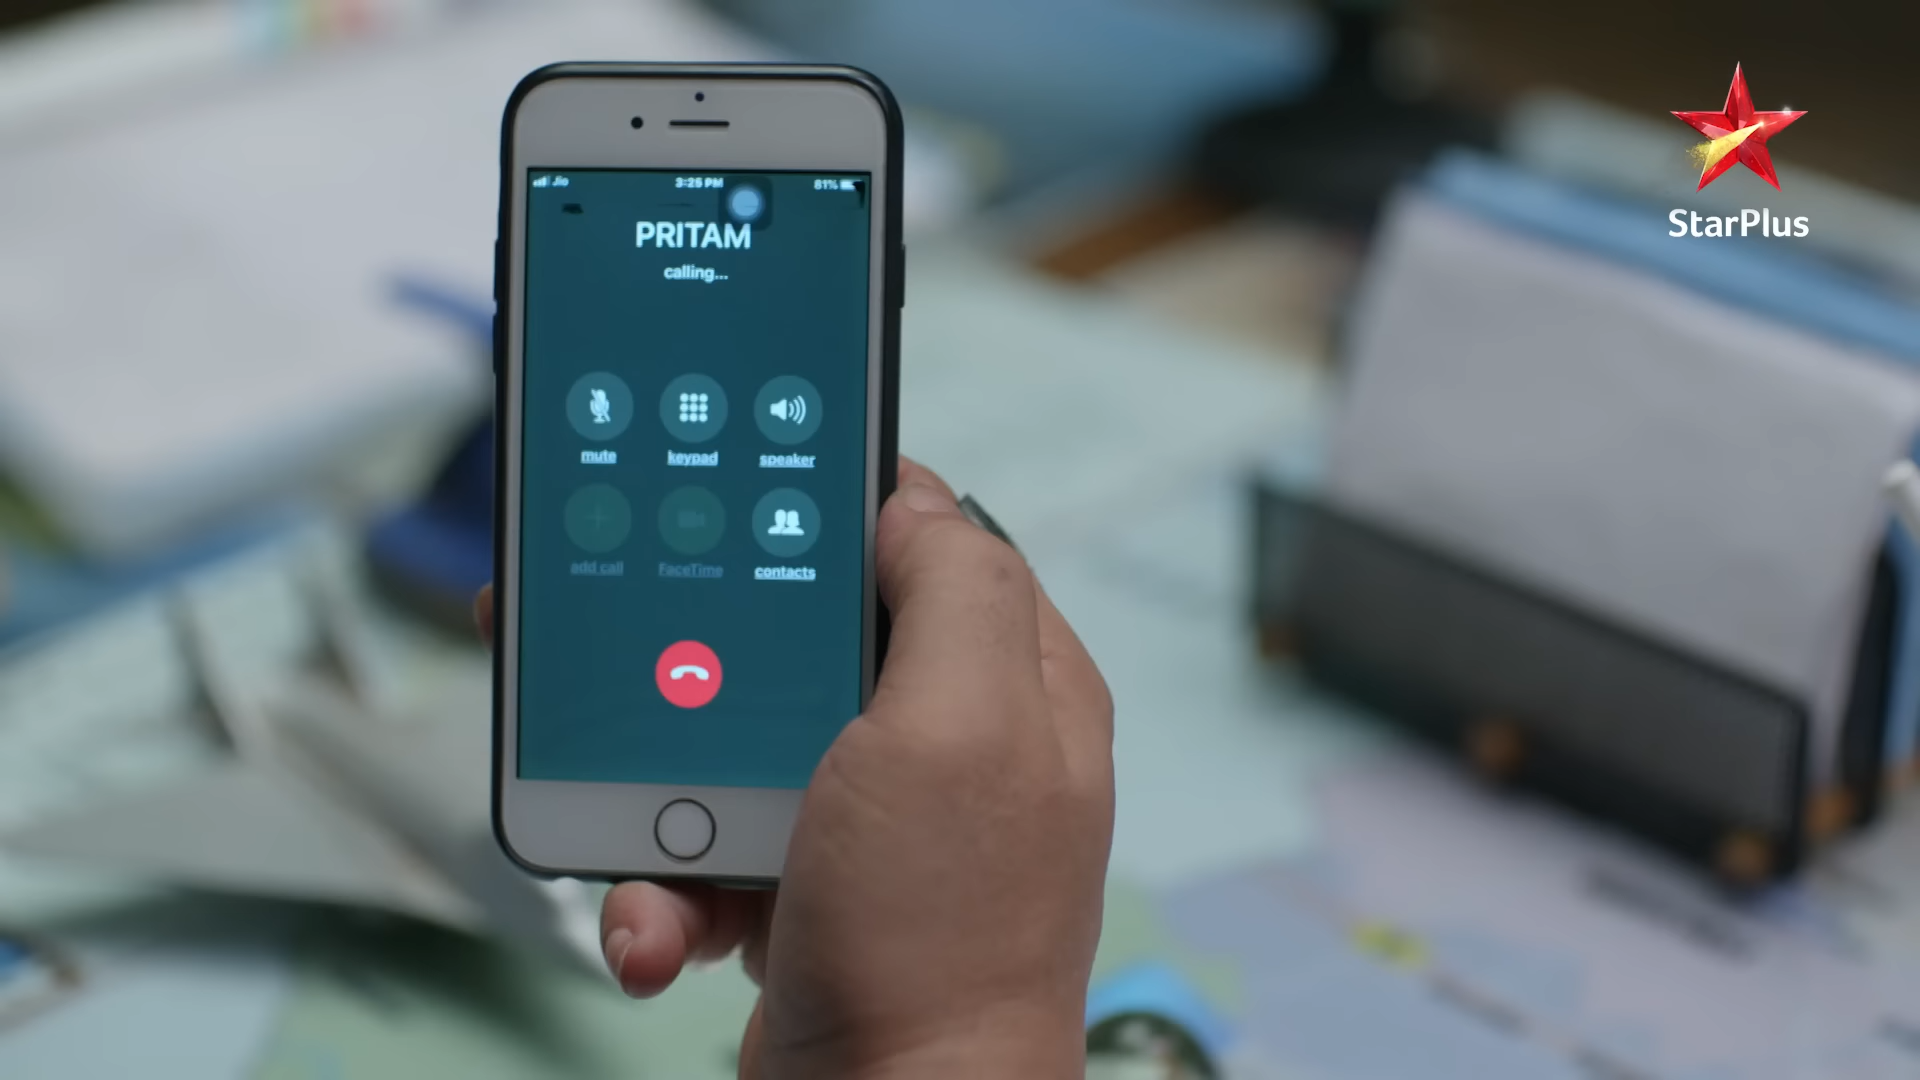 Jio 3:25 PM 81%
PRITAM
calling...
mute keypad speaker
add call FaceTime contacts
StarPlus